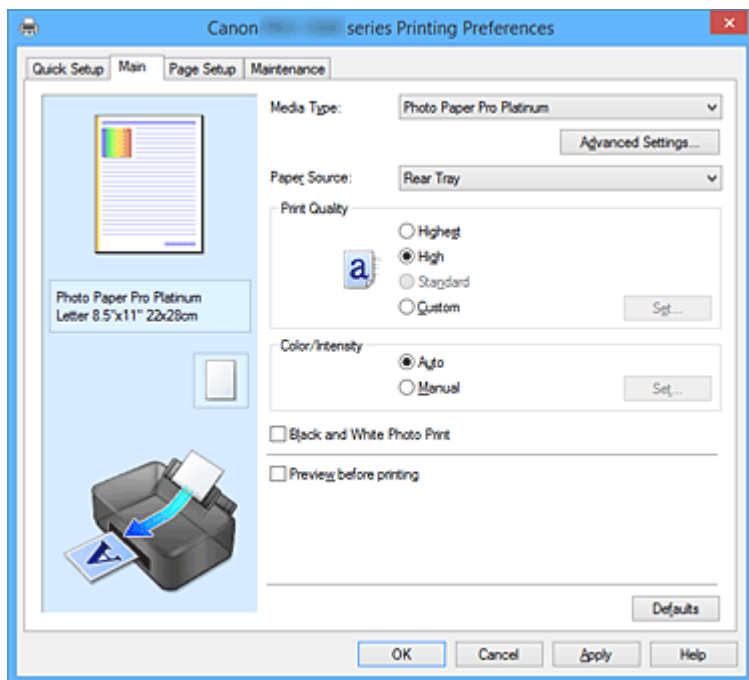 Canon series Printing Preferences
Quick Setup Main Page Setup Maintenance
Media Type: Photo Paper Pro Platinum
Advanced Settings...
Paper Source: Rear Tray
Print Quality
Highest
a High
Standard
Photo Paper Pro Platinum
Letter 8.5"x11" 22x28cm
Custom Set...
Color/Intensity
Auto
Manual Set...
Black and White Photo Print
Preview before printing
A
Defaults
OK Cancel Apply Help